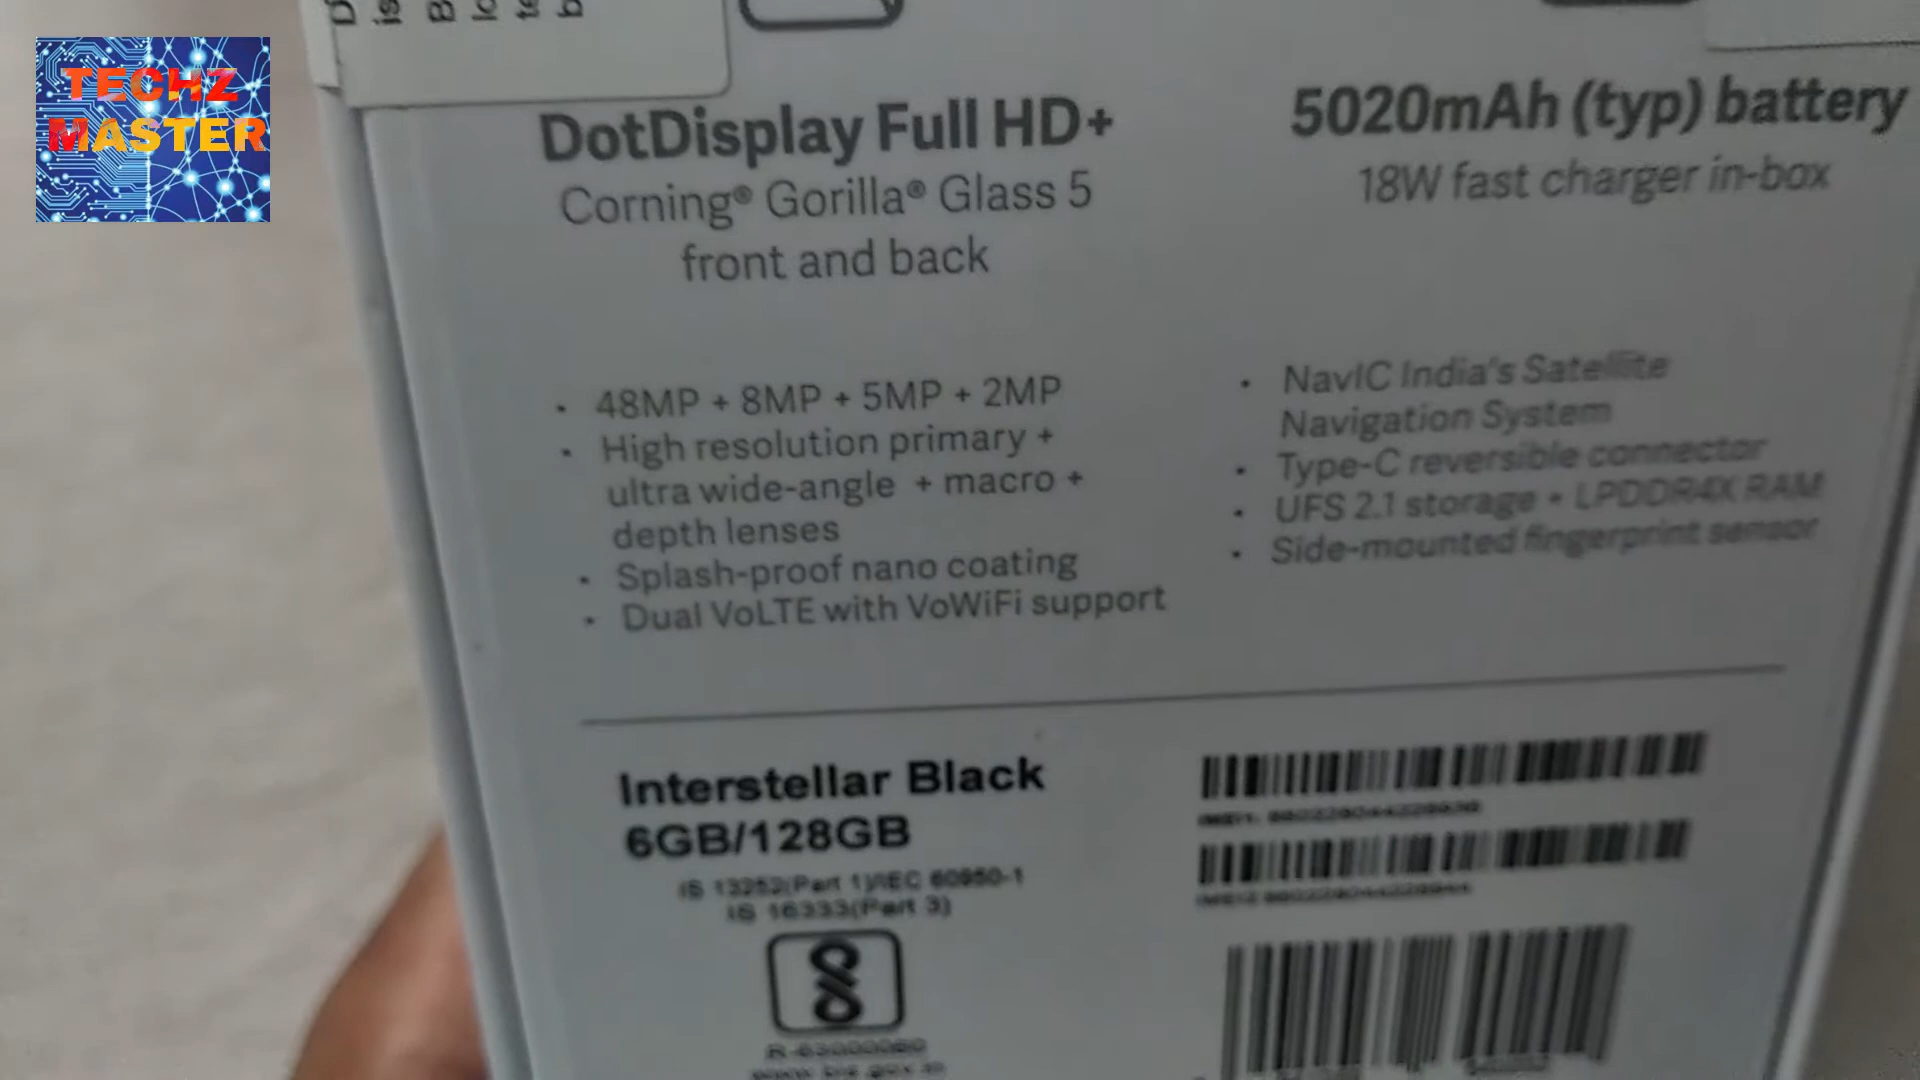 TECHZ
MASTER
DotDisplay Full HD+
Corning® Gorilla® Glass 5
front and back
5020mAh (typ) battery
18W fast charger in-box
• 48MP + 8MP + 5MP + 2MP
• High resolution primary +
ultra wide-angle + macro +
depth lenses
• Splash-proof nano coating
• Dual VoLTE with VoWiFi support
• NavIC India's Satellite
Navigation System
• Type-C reversible connector
• UFS 2.1 storage + LPDDR4X RAM
• Side-mounted fingerprint sensor
Interstellar Black
6GB/128GB
IS 13252(Part 1)/IEC 60950-1
IS 16333(Part 3)